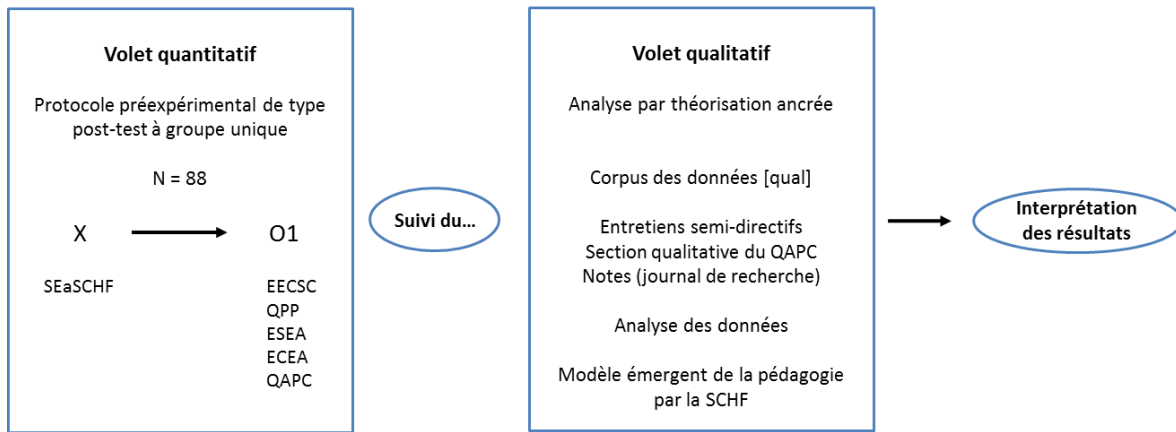 Volet quantitatif
Protocole préexpérimental de type
post-test à groupe unique
N = 88
X
O1
SEaSCHF
EECSC
QPP
ESEA
ECEA
QAPC
Suivi du…
Volet qualitatif
Analyse par théorisation ancrée
Corpus des données [qual]
Entretiens semi-directifs
Section qualitative du QAPC
Notes (journal de recherche)
Analyse des données
Modèle émergent de la pédagogie
par la SCHF
Interprétation
des résultats